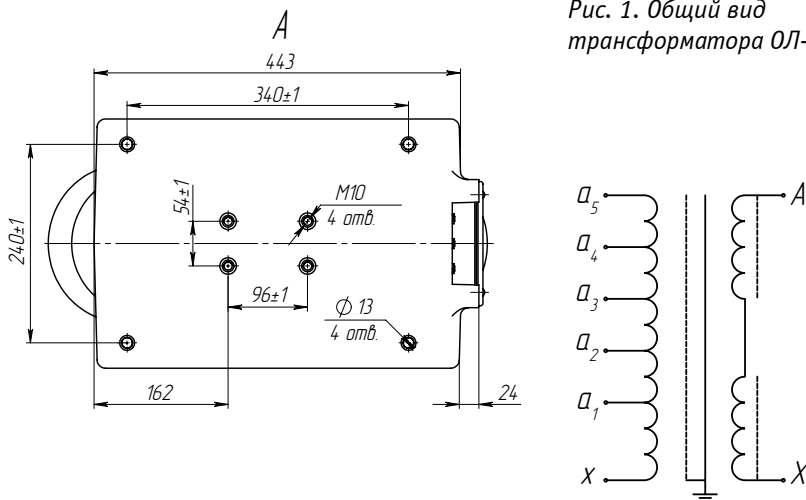 Рис. 1. Общий вид
трансформатора ОЛ-
А
443
340±1
240±1
54±1
М10
4 отв.
96±1
Ø 13
4 отв.
162
24
a5
a4
a3
a2
a1
x
A
X